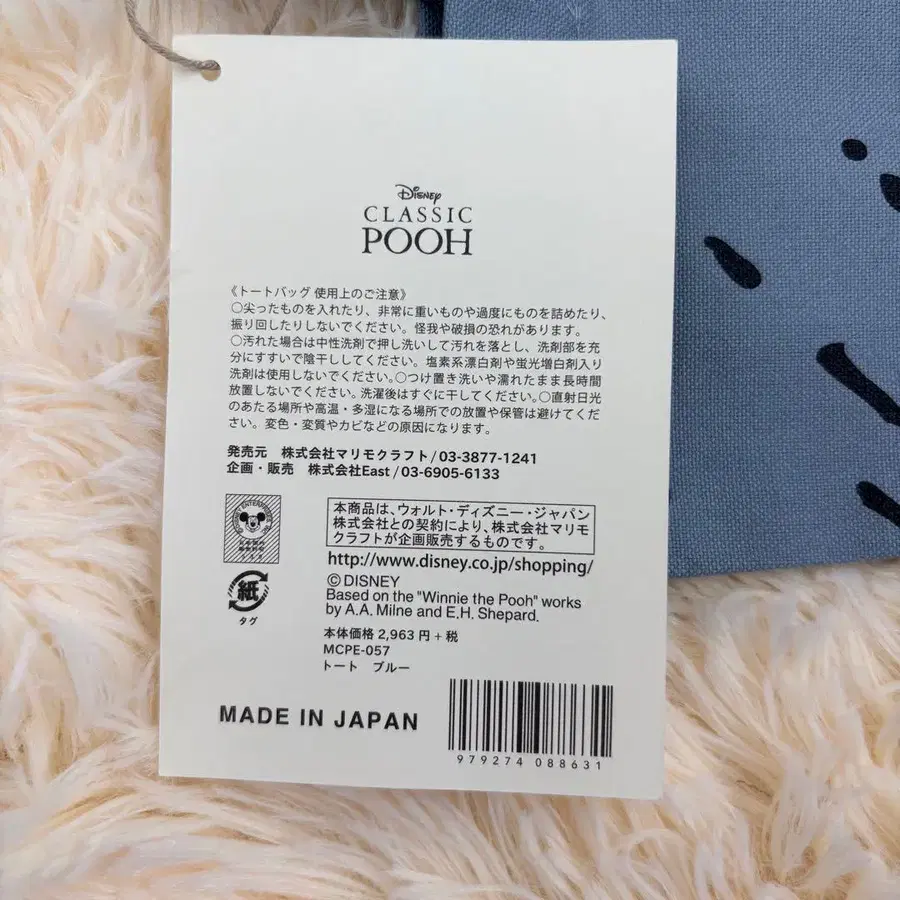 Disney
CLASSIC
POOH
《トートバッグ 使用上のご注意》
○尖ったものを入れたり、非常に重いものや過度にものを詰めたり、
振り回したりしないでください。怪我や破損の恐れがあります。
○汚れた場合は中性洗剤で押し洗いして汚れを落とし、洗剤部を充
分にすすいで陰干ししてください。塩素系漂白剤や蛍光増白剤入り
洗剤は使用しないでください。○つけ置き洗いや濡れたまま長時間
放置しないでください。洗濯後はすぐに干してください。○直射日光
のあたる場所や高温・多湿になる場所での放置や保管は避けてくだ
さい。変色・変質やカビなどの原因になります。
発売元 株式会社マリモクラフト/03-3877-1241
企画・販売 株式会社East/03-6905-6133
本商品は、ウォルト・ディズニー・ジャパン
株式会社との契約により、株式会社マリモ
クラフトが企画販売するものです。
http://www.disney.co.jp/shopping/
紙
タグ
©DISNEY
Based on the "Winnie the Pooh" works
by A.A. Milne and E.H. Shepard.
本体価格 2,963 円+税
MCPE-057
トート ブルー
MADE IN JAPAN
979274 088631